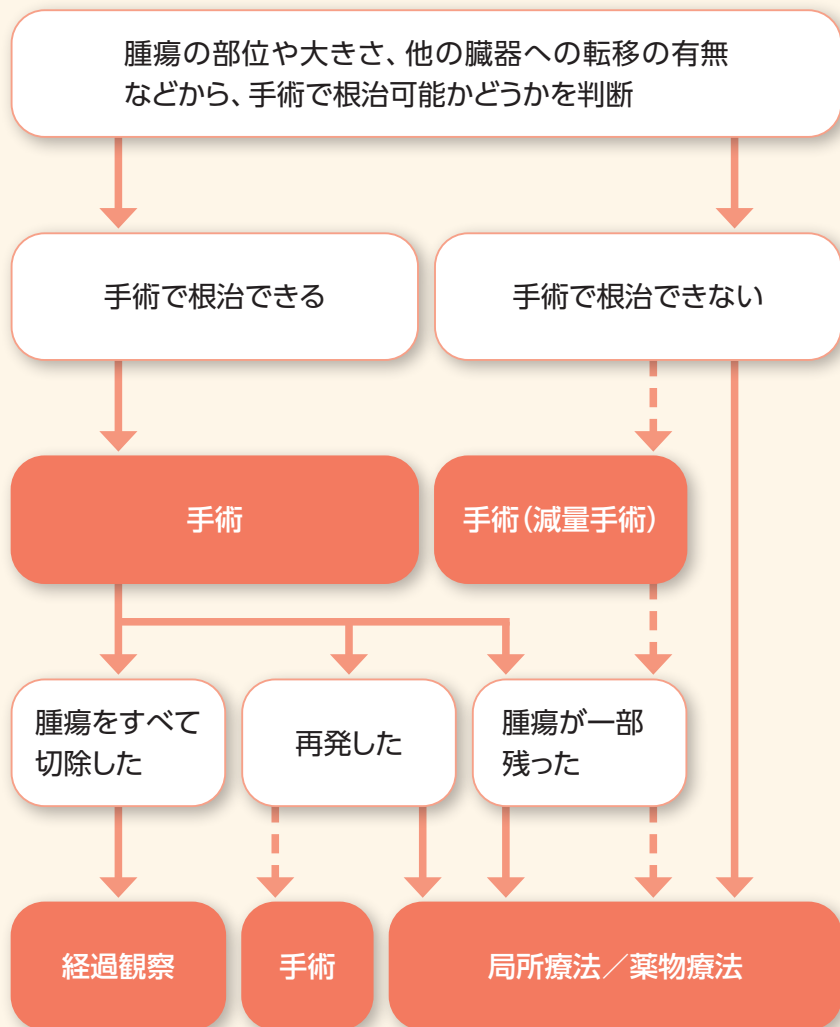 腫瘍の部位や大きさ、他の臓器への転移の有無
などから、手術で根治可能かどうかを判断
手術で根治できる
手術で根治できない
手術
手術(減量手術)
腫瘍をすべて
切除した
再発した
腫瘍が一部
残った
経過観察
手術
局所療法／薬物療法